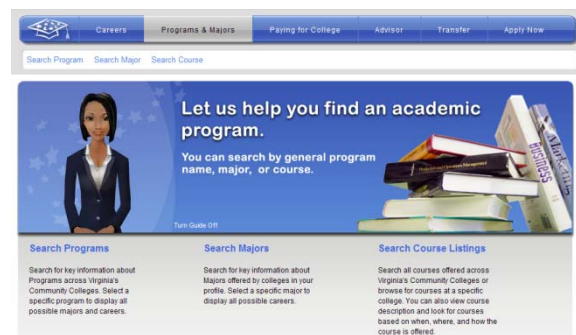 Careers
Programs & Majors
Paying for College
Advisor
Transfer
Apply Now
Search Program
Search Major
Search Course
Let us help you find an academic
program.
You can search by general program
name, major, or course.
Turn Guide Off
BUSINESS
Marketing
Search Programs
Search for key information about
Programs across Virginia's
Community Colleges. Select a
specific program to display all
possible majors and careers.
Search Majors
Search for key information about
Majors offered by colleges in your
profile. Select a specific major to
display all possible careers.
Search Course Listings
Search all courses offered across
Virginia's Community Colleges or
browse for courses at a specific
college. You can also view course
description and look for courses
based on when, where, and how the
course is offered.